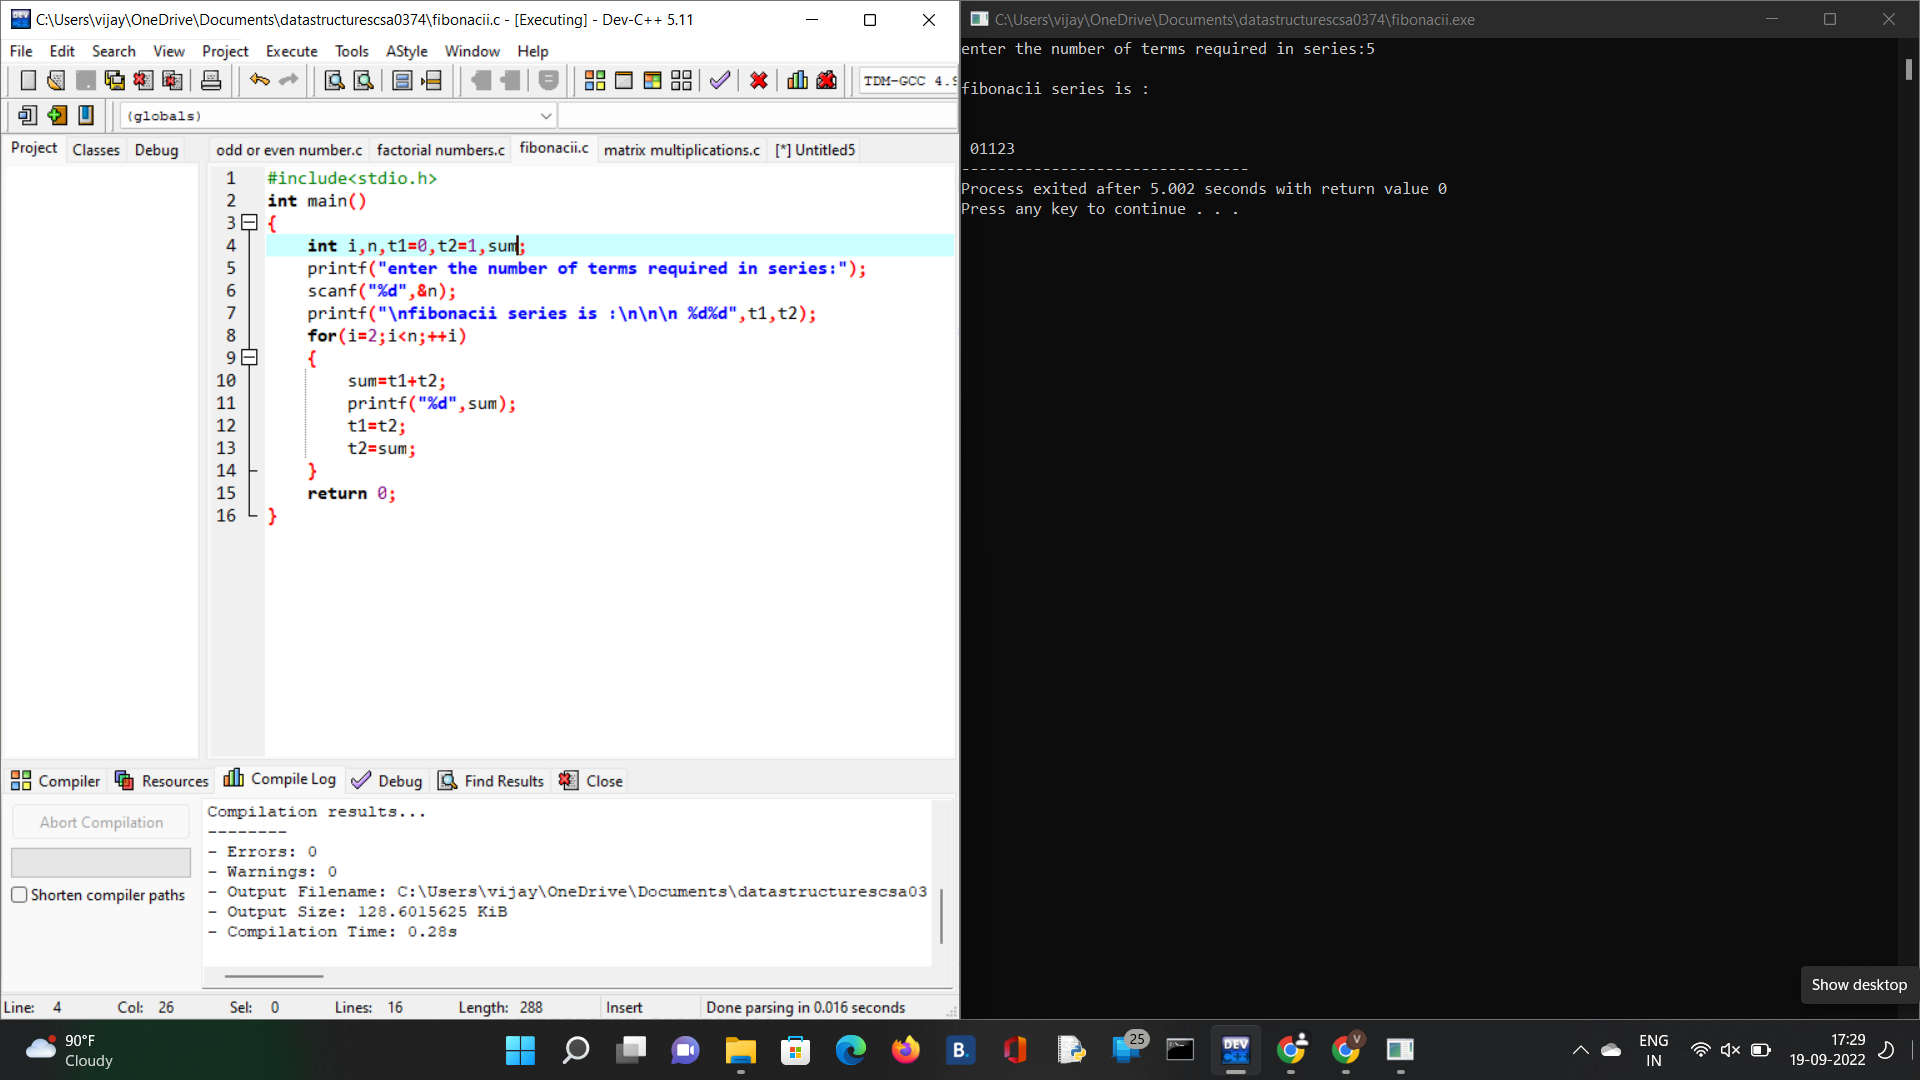 C:\Users\vijay\OneDrive\Documents\datastructurescsa0374\fibonacii.c - [Executing] - Dev-C++ 5.11
File Edit Search View Project Execute Tools AStyle Window Help
TDM-GCC 4.9
(globals)
Project Classes Debug
odd or even number.c factorial numbers.c fibonacii.c matrix multiplications.c [*] Untitled5
1 #include<stdio.h>
2 int main()
3 {
4 int i,n,t1=0,t2=1,sum;
5 printf("enter the number of terms required in series:");
6 scanf("%d",&n);
7 printf("\nfibonacii series is :\n\n\n %d%d",t1,t2);
8 for(i=2;i<n;++i)
9 {
10 sum=t1+t2;
11 printf("%d",sum);
12 t1=t2;
13 t2=sum;
14 }
15 return 0;
16 }
Compiler Resources Compile Log Debug Find Results Close
Abort Compilation
Shorten compiler paths
Compilation results...
--------
- Errors: 0
- Warnings: 0
- Output Filename: C:\Users\vijay\OneDrive\Documents\datastructurescsa03
- Output Size: 128.6015625 KiB
- Compilation Time: 0.28s
Line: 4 Col: 26 Sel: 0 Lines: 16 Length: 288 Insert Done parsing in 0.016 seconds
C:\Users\vijay\OneDrive\Documents\datastructurescsa0374\fibonacii.exe
enter the number of terms required in series:5
fibonacii series is :
01123
--------------------------------
Process exited after 5.002 seconds with return value 0
Press any key to continue . . .
Show desktop
90°F
Cloudy
B.
25
DEV
C++
V
ENG
IN
17:29
19-09-2022